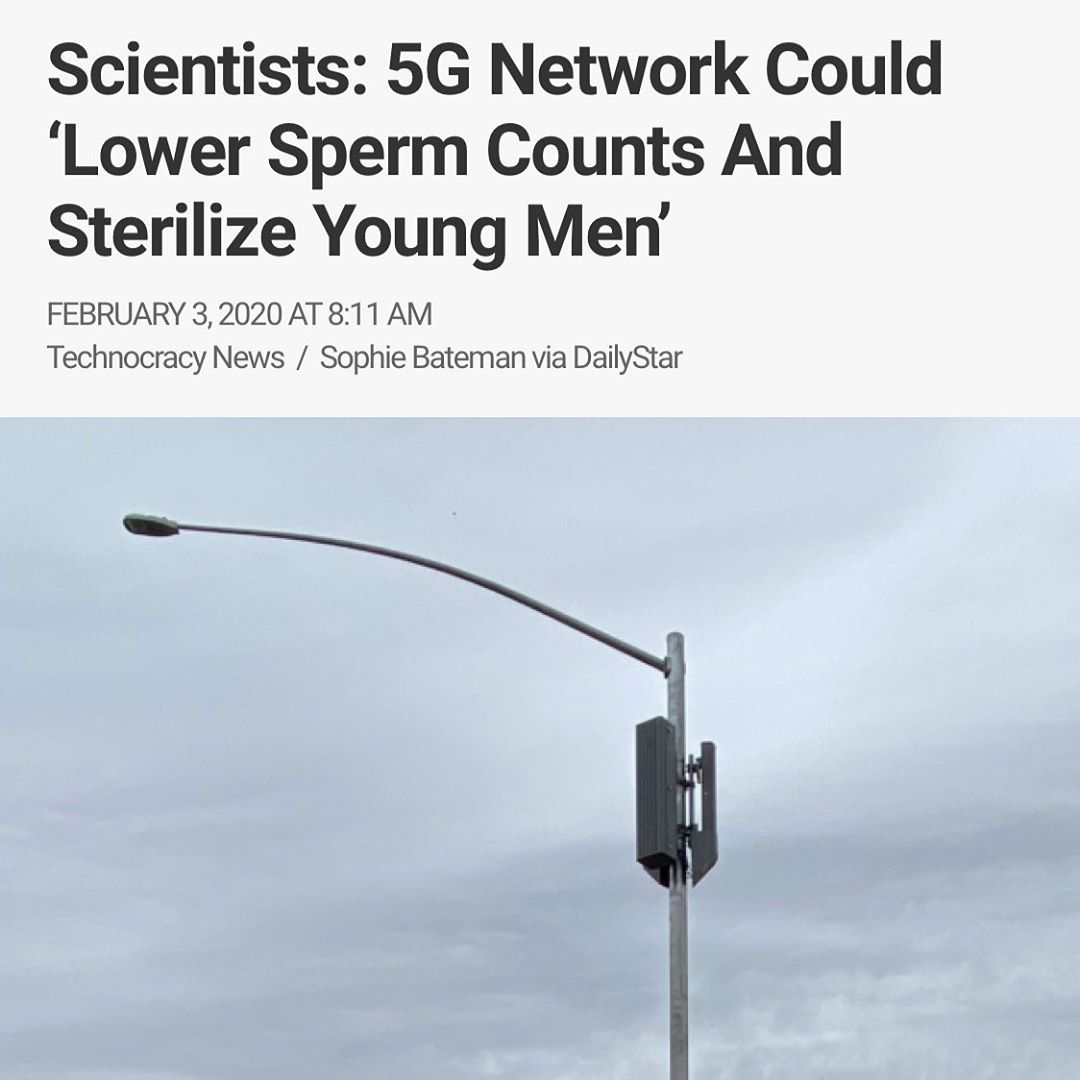 Scientists: 5G Network Could
‘Lower Sperm Counts And
Sterilize Young Men’
FEBRUARY 3, 2020 AT 8:11 AM
Technocracy News / Sophie Bateman via DailyStar